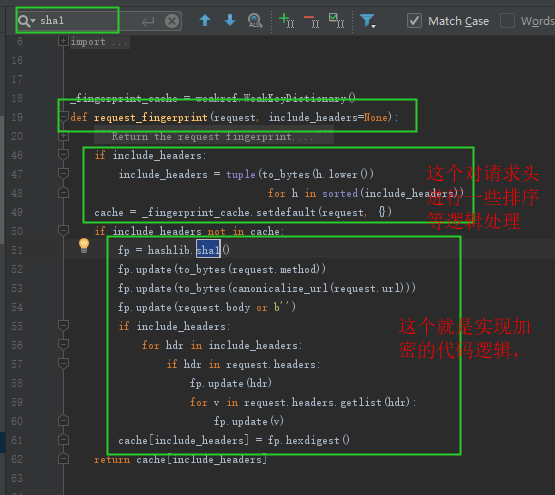 sha1
Match Case
Words
6 import ...
16
17
18 _fingerprint_cache = weakref.WeakKeyDictionary()
19 def request_fingerprint(request, include_headers=None):
20 Return the request fingerprint....
46 if include_headers:
47 include_headers = tuple(to_bytes(h.lower())
48 for h in sorted(include_headers))
49 cache = _fingerprint_cache.setdefault(request, {})
50 if include_headers not in cache:
51 fp = hashlib.sha1()
52 fp.update(to_bytes(request.method))
53 fp.update(to_bytes(canonicalize_url(request.url)))
54 fp.update(request.body or b'')
55 if include_headers:
56 for hdr in include_headers:
57 if hdr in request.headers:
58 fp.update(hdr)
59 for v in request.headers.getlist(hdr):
60 fp.update(v)
61 cache[include_headers] = fp.hexdigest()
62 return cache[include_headers]
63
这个对请求头
进行一些排序
等逻辑处理
这个就是实现加
密的代码逻辑，